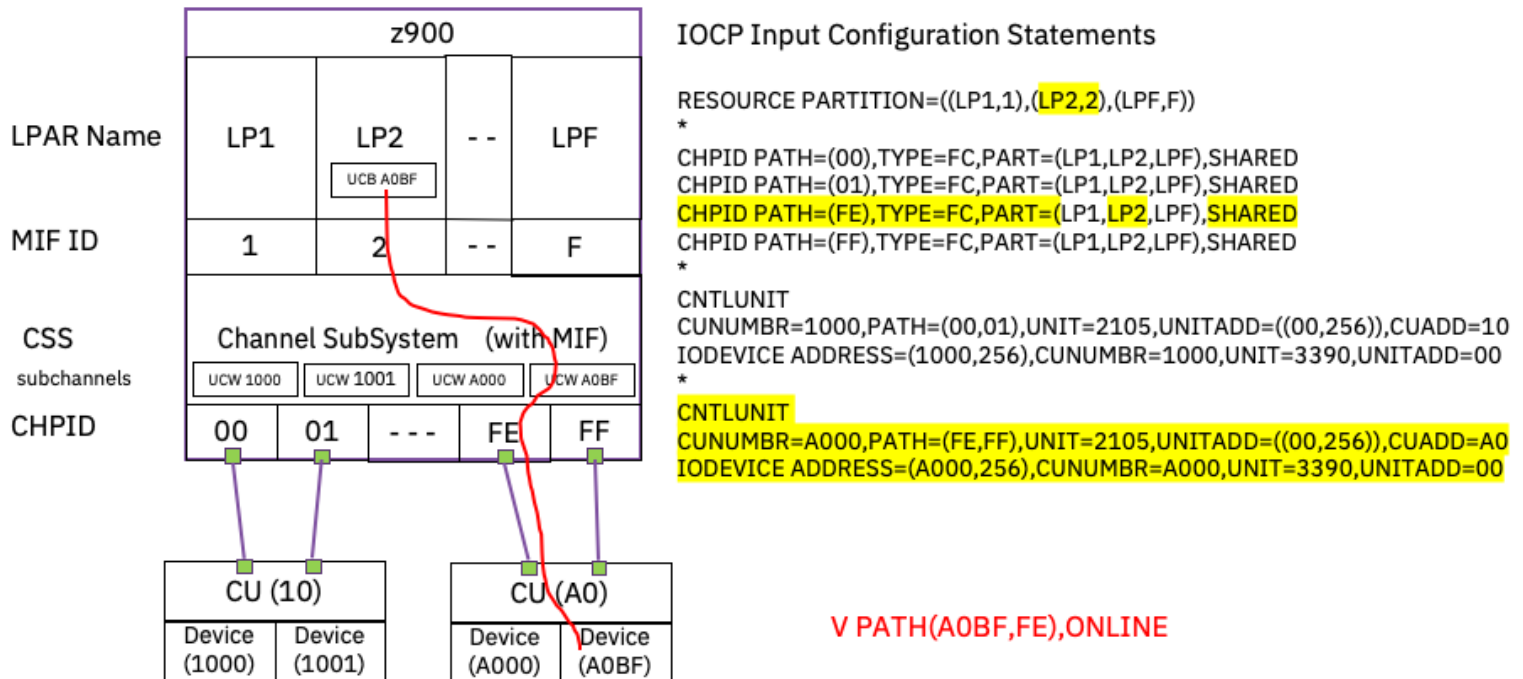 z900
LPAR Name
LP1
LP2
- -
LPF
UCB A0BF
MIF ID
1
2
- -
F
CSS
Channel SubSystem (with MIF)
subchannels
UCW 1000
UCW 1001
UCW A000
UCW A0BF
CHPID
00
01
- - -
FE
FF
CU (10)
CU (A0)
Device
(1000)
Device
(1001)
Device
(A000)
Device
(A0BF)
IOCP Input Configuration Statements
RESOURCE PARTITION=((LP1,1),(LP2,2),(LPF,F))
*
CHPID PATH=(00),TYPE=FC,PART=(LP1,LP2,LPF),SHARED
CHPID PATH=(01),TYPE=FC,PART=(LP1,LP2,LPF),SHARED
CHPID PATH=(FE),TYPE=FC,PART=(LP1,LP2,LPF),SHARED
CHPID PATH=(FF),TYPE=FC,PART=(LP1,LP2,LPF),SHARED
*
CNTLUNIT
CUNUMBR=1000,PATH=(00,01),UNIT=2105,UNITADD=((00,256)),CUADD=10
IODEVICE ADDRESS=(1000,256),CUNUMBR=1000,UNIT=3390,UNITADD=00
*
CNTLUNIT
CUNUMBR=A000,PATH=(FE,FF),UNIT=2105,UNITADD=((00,256)),CUADD=A0
IODEVICE ADDRESS=(A000,256),CUNUMBR=A000,UNIT=3390,UNITADD=00
V PATH(A0BF,FE),ONLINE